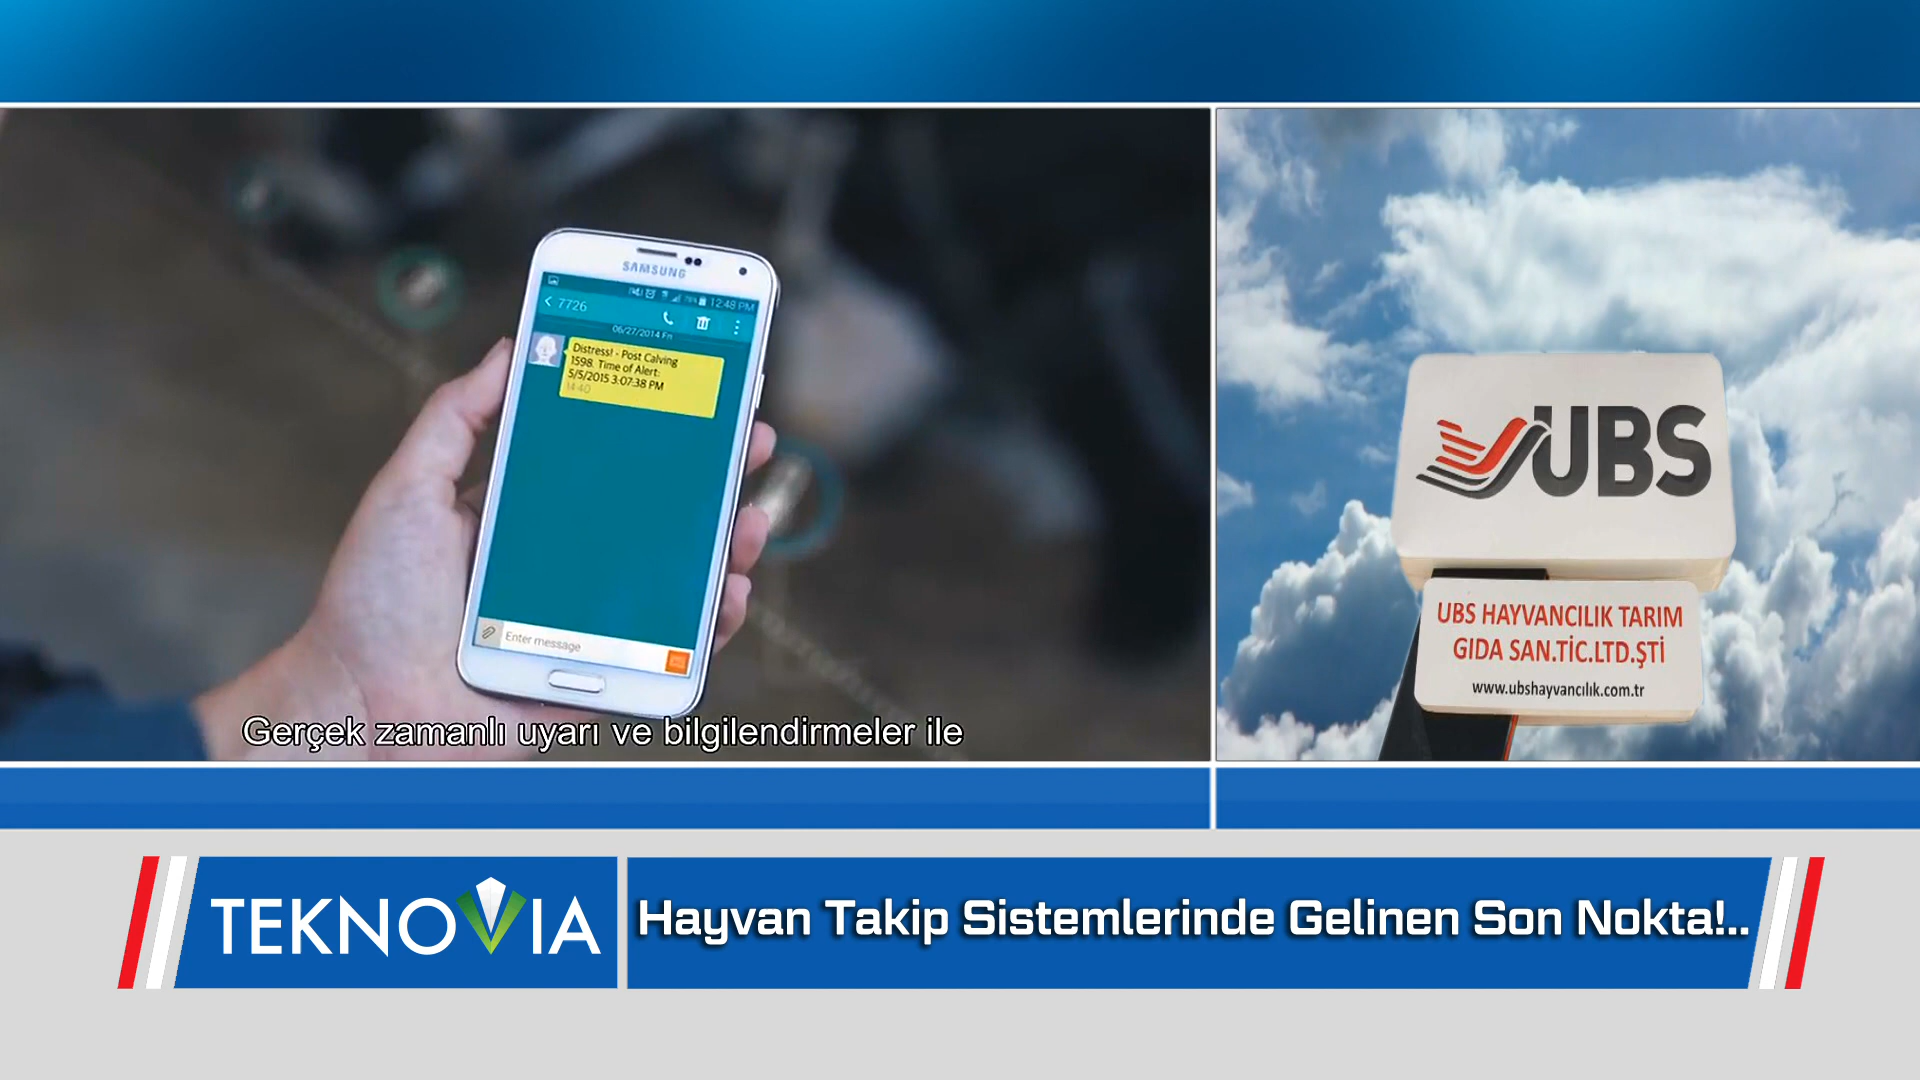 SAMSUNG
12:48 PM
7726
06/27/2014 Fri
Distress! - Post Calving
1598. Time of Alert:
5/5/2015 3:07:38 PM
14:40
Enter message
Gerçek zamanlı uyarı ve bilgilendirmeler ile
UBS
UBS HAYVANCILIK TARIM
GIDA SAN.TİC.LTD.ŞTİ
www.ubshayvancılık.com.tr
TEKNOVIA
Hayvan Takip Sistemlerinde Gelinen Son Nokta!..